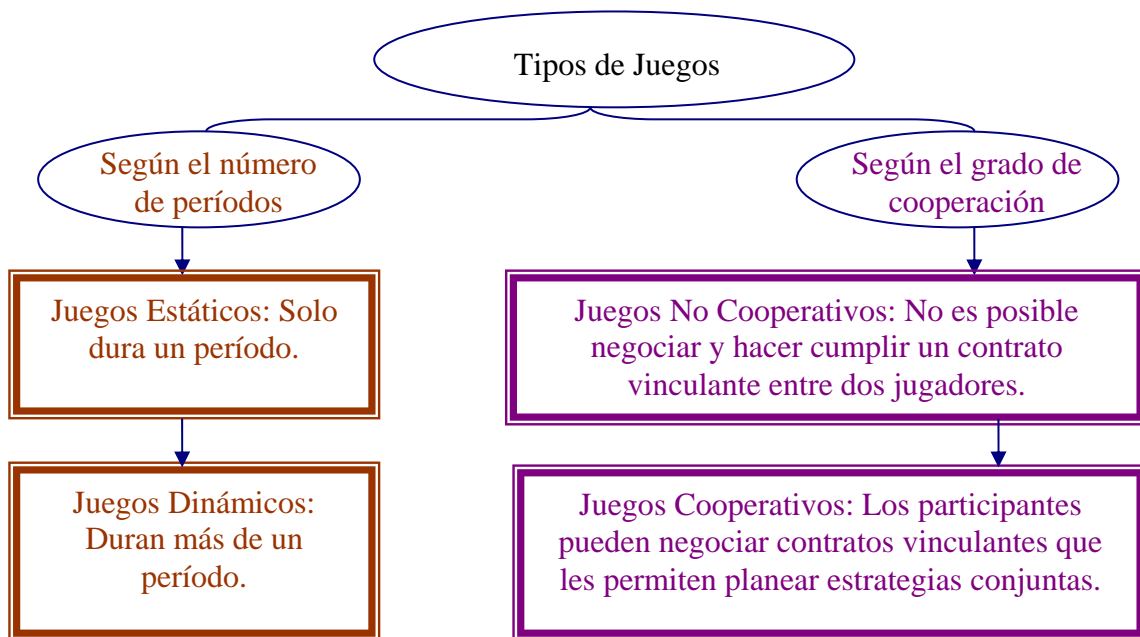 Tipos de Juegos
Según el número
de períodos
Según el grado de
cooperación
Juegos Estáticos: Solo
dura un período.
Juegos No Cooperativos: No es posible
negociar y hacer cumplir un contrato
vinculante entre dos jugadores.
Juegos Dinámicos:
Duran más de un
período.
Juegos Cooperativos: Los participantes
pueden negociar contratos vinculantes que
les permiten planear estrategias conjuntas.